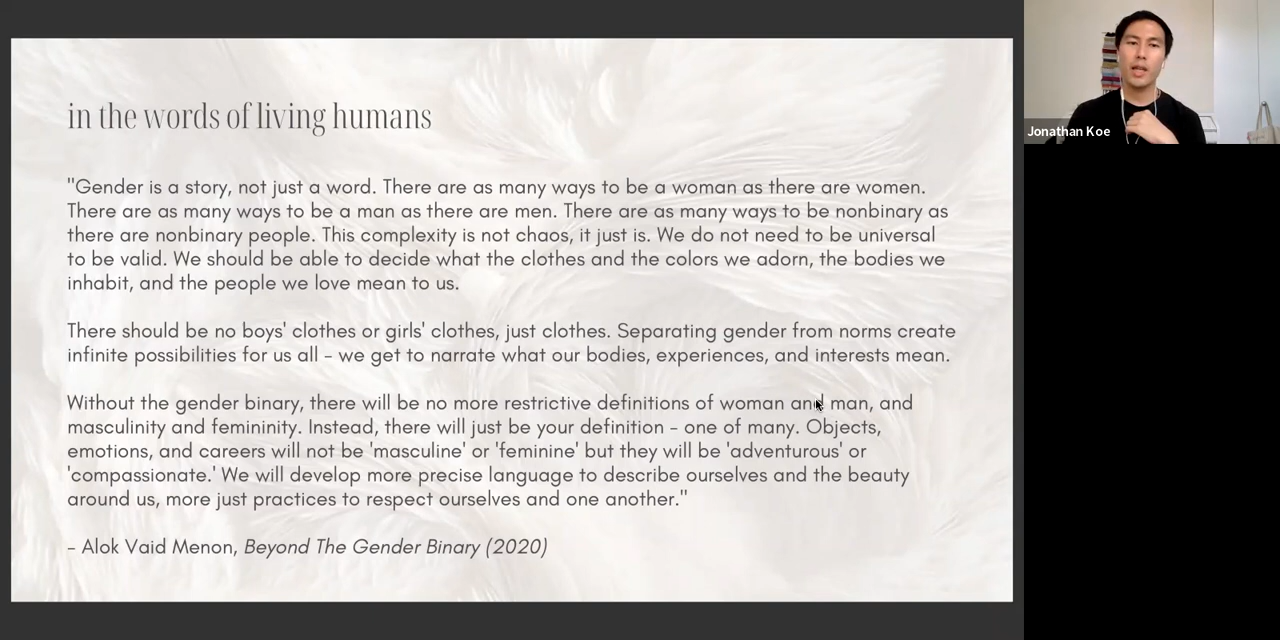 in the words of living humans
"Gender is a story, not just a word. There are as many ways to be a woman as there are women.
There are as many ways to be a man as there are men. There are as many ways to be nonbinary as
there are nonbinary people. This complexity is not chaos, it just is. We do not need to be universal
to be valid. We should be able to decide what the clothes and the colors we adorn, the bodies we
inhabit, and the people we love mean to us.
There should be no boys' clothes or girls' clothes, just clothes. Separating gender from norms create
infinite possibilities for us all - we get to narrate what our bodies, experiences, and interests mean.
Without the gender binary, there will be no more restrictive definitions of woman and man, and
masculinity and femininity. Instead, there will just be your definition - one of many. Objects,
emotions, and careers will not be 'masculine' or 'feminine' but they will be 'adventurous' or
'compassionate.' We will develop more precise language to describe ourselves and the beauty
around us, more just practices to respect ourselves and one another."
- Alok Vaid Menon, Beyond The Gender Binary (2020)
Jonathan Koe